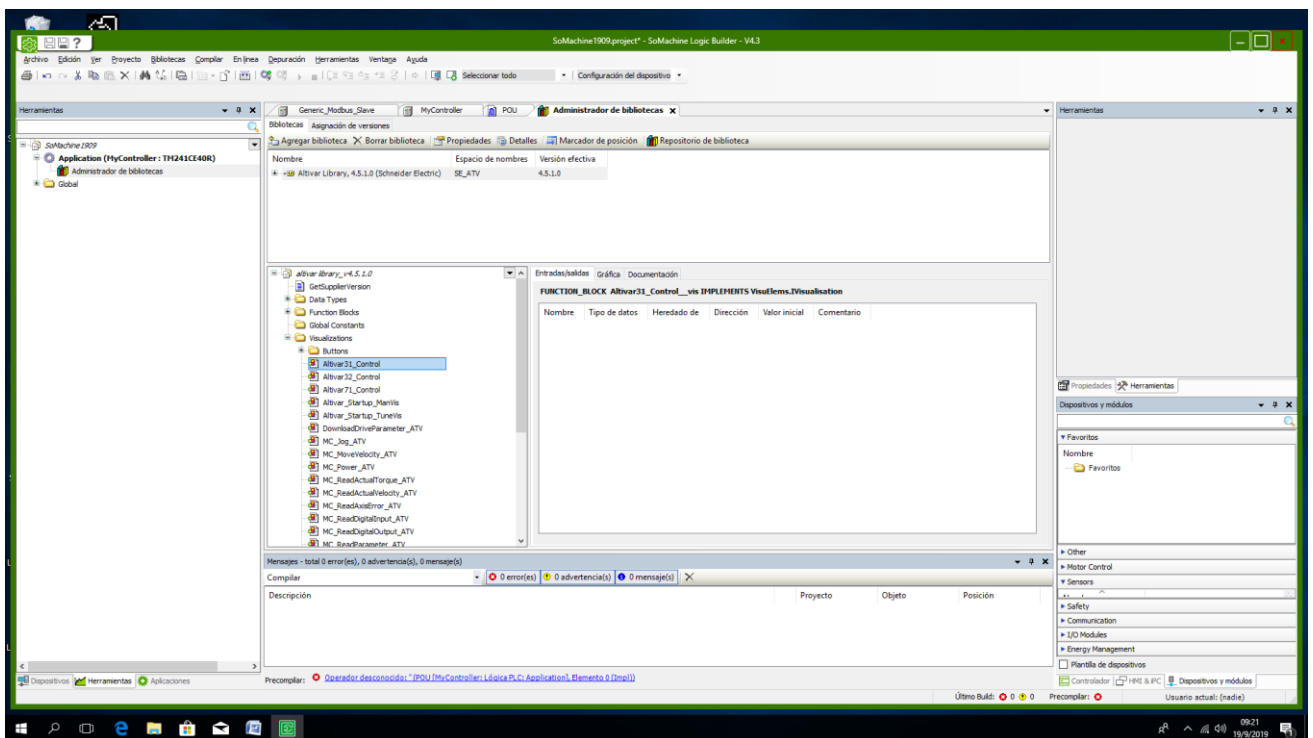 SoMachine1909.project* - SoMachine Logic Builder - V4.3
Archivo Edición Ver Proyecto Bibliotecas Compilar En línea Depuración Herramientas Ventana Ayuda
Seleccionar todo Configuración del dispositivo
Herramientas
SoMachine1909
Application (MyController : TM241CE40R)
Administrador de bibliotecas
Global
Generic_Modbus_Slave MyController POU Administrador de bibliotecas
Bibliotecas Asignación de versiones
Agregar biblioteca Borrar biblioteca Propiedades Detalles Marcador de posición Repositorio de biblioteca
Nombre Espacio de nombres Versión efectiva
Altivar Library, 4.5.1.0 (Schneider Electric) SE_ATV 4.5.1.0
altivar library_v4.5.1.0
GetSupplierVersion
Data Types
Function Blocks
Global Constants
Visualizations
Buttons
Altivar31_Control
Altivar32_Control
Altivar71_Control
Altivar_Startup_ManVis
Altivar_Startup_TuneVis
DownloadDriveParameter_ATV
MC_Jog_ATV
MC_MoveVelocity_ATV
MC_Power_ATV
MC_ReadActualTorque_ATV
MC_ReadActualVelocity_ATV
MC_ReadAxisError_ATV
MC_ReadDigitalInput_ATV
MC_ReadDigitalOutput_ATV
MC_ReadParameter_ATV
Entradas/salidas Gráfica Documentación
FUNCTION_BLOCK Altivar31_Control__vis IMPLEMENTS VisuElems.IVisualisation
Nombre Tipo de datos Heredado de Dirección Valor inicial Comentario
Mensajes - total 0 error(es), 0 advertencia(s), 0 mensaje(s)
Compilar 0 error(es) 0 advertencia(s) 0 mensaje(s)
Descripción Proyecto Objeto Posición
Herramientas
Propiedades Herramientas
Dispositivos y módulos
Favoritos
Nombre
Favoritos
Other
Motor Control
Sensors
Safety
Communication
I/O Modules
Energy Management
Plantilla de dispositivos
Dispositivos Herramientas Aplicaciones
Precompilar: Operador desconocido: '' (POU [MyController: Lógica PLC: Application], Elemento 0 (Impl))
Controlador HMI & iPC Dispositivos y módulos
Último Build: 0 0 Precompilar: Usuario actual: (nadie)
09:21
19/9/2019